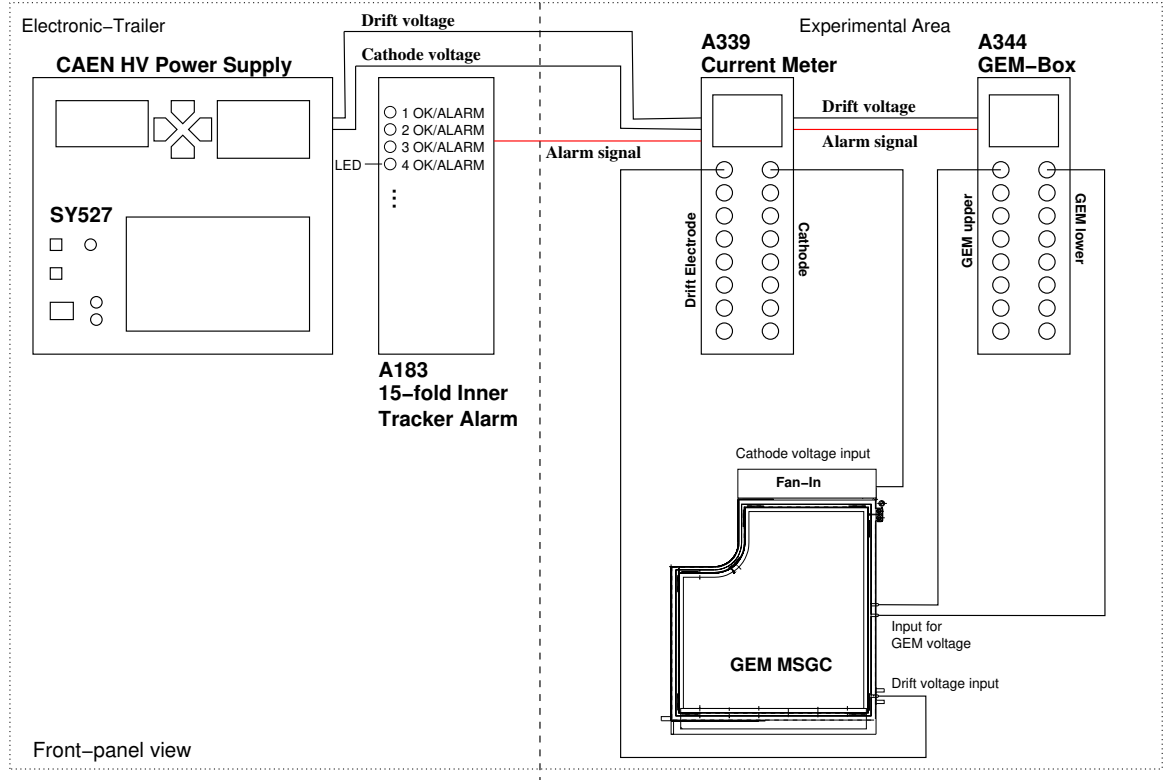 Electronic−Trailer
Drift voltage
Experimental Area
CAEN HV Power Supply
Cathode voltage
A339
Current Meter
A344
GEM−Box
1 OK/ALARM
2 OK/ALARM
3 OK/ALARM
4 OK/ALARM
LED
Alarm signal
Drift voltage
Alarm signal
SY527
Drift Electrode
Cathode
GEM upper
GEM lower
A183
15−fold Inner
Tracker Alarm
Cathode voltage input
Fan−In
Input for
GEM voltage
GEM MSGC
Drift voltage input
Front−panel view